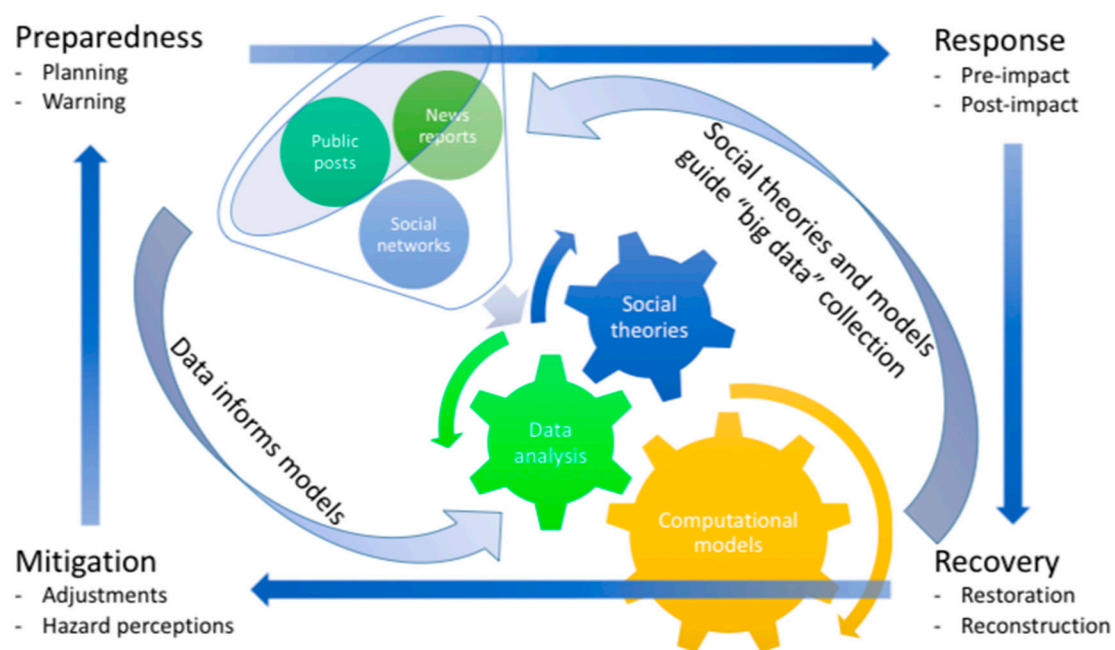 Preparedness
- Planning
- Warning
Response
- Pre-impact
- Post-impact
News
reports
Public
posts
Social
networks
Social theories and models
guide “big data” collection
Social
theories
Data informs models
Data
analysis
Computational
models
Mitigation
- Adjustments
- Hazard perceptions
Recovery
- Restoration
- Reconstruction